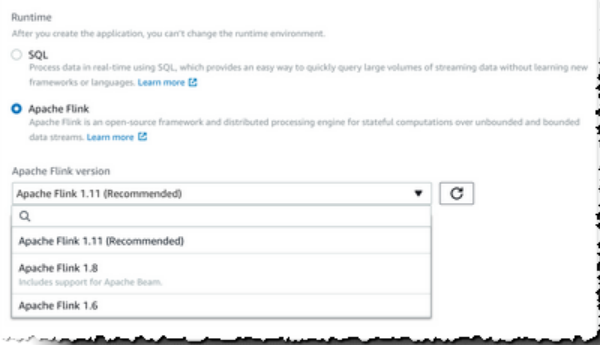 Runtime
After you create the application, you can't change the runtime environment.
SQL
Process data in real-time using SQL, which provides an easy way to quickly query large volumes of streaming data without learning new
frameworks or languages. Learn more
Apache Flink
Apache Flink is an open-source framework and distributed processing engine for stateful computations over unbounded and bounded
data streams. Learn more
Apache Flink version
Apache Flink 1.11 (Recommended)
Apache Flink 1.11 (Recommended)
Apache Flink 1.8
Includes support for Apache Beam.
Apache Flink 1.6